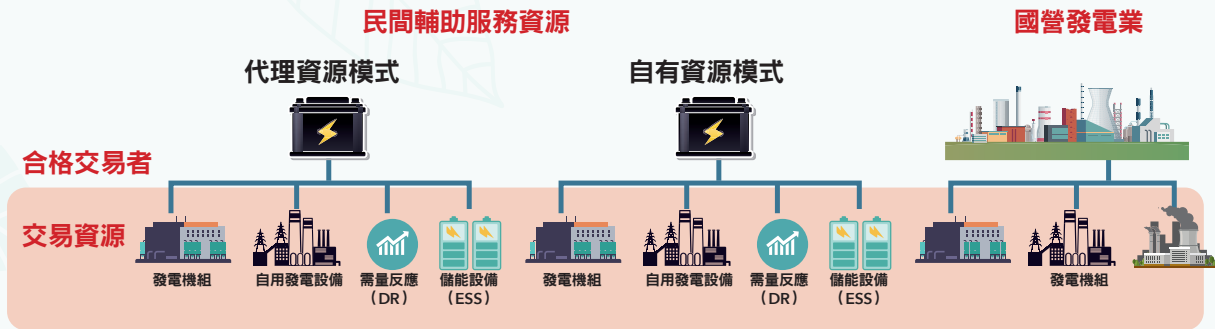 民間輔助服務資源
國營發電業
代理資源模式
自有資源模式
合格交易者
交易資源
發電機組
自用發電設備
需量反應
（DR）
儲能設備
（ESS）
發電機組
自用發電設備
需量反應
（DR）
儲能設備
（ESS）
發電機組